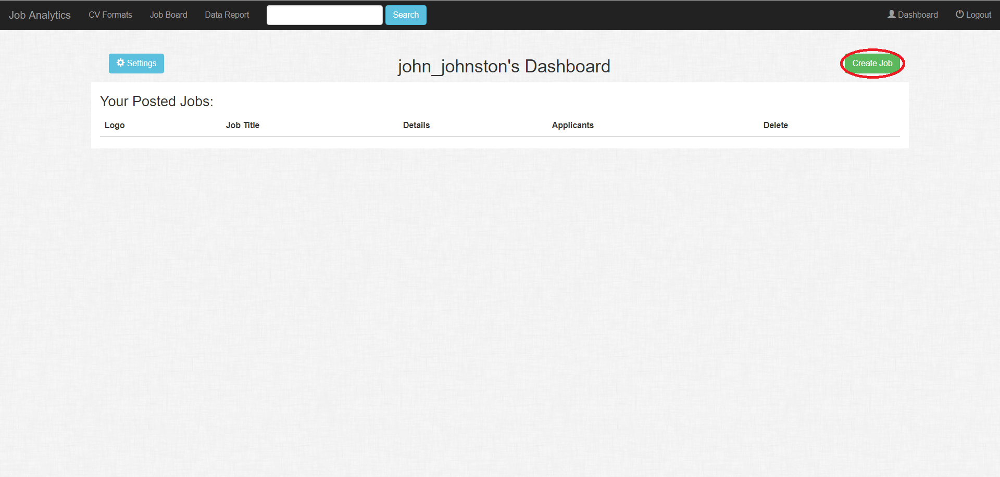 Job Analytics CV Formats Job Board Data Report Search Dashboard Logout
Settings john_johnston's Dashboard Create Job
Your Posted Jobs:
Logo Job Title Details Applicants Delete